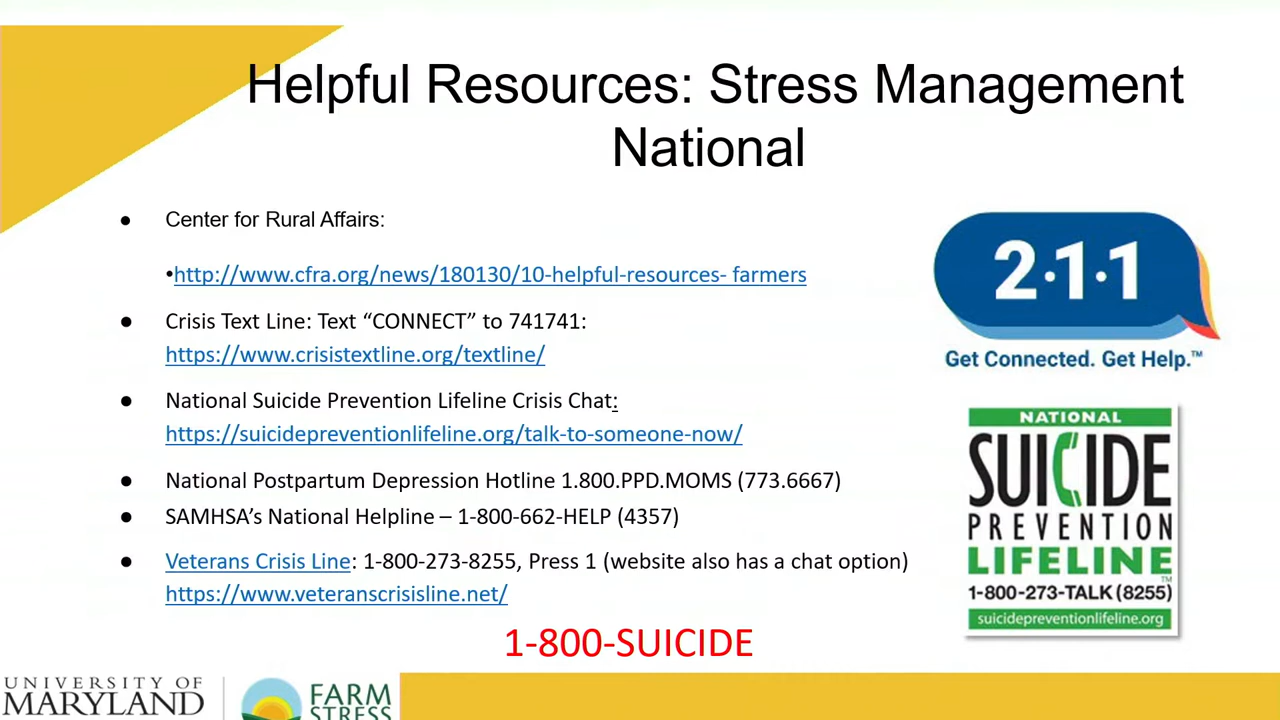 Helpful Resources: Stress Management
National
● Center for Rural Affairs:
•http://www.cfra.org/news/180130/10-helpful-resources- farmers
● Crisis Text Line: Text “CONNECT” to 741741:
https://www.crisistextline.org/textline/
● National Suicide Prevention Lifeline Crisis Chat:
https://suicidepreventionlifeline.org/talk-to-someone-now/
● National Postpartum Depression Hotline 1.800.PPD.MOMS (773.6667)
● SAMHSA’s National Helpline – 1-800-662-HELP (4357)
● Veterans Crisis Line: 1-800-273-8255, Press 1 (website also has a chat option)
https://www.veteranscrisisline.net/
1-800-SUICIDE
2·1·1
Get Connected. Get Help.™
NATIONAL
SUICIDE
PREVENTION
LIFELINE™
1-800-273-TALK (8255)
suicidepreventionlifeline.org
UNIVERSITY OF
MARYLAND
FARM
STRESS